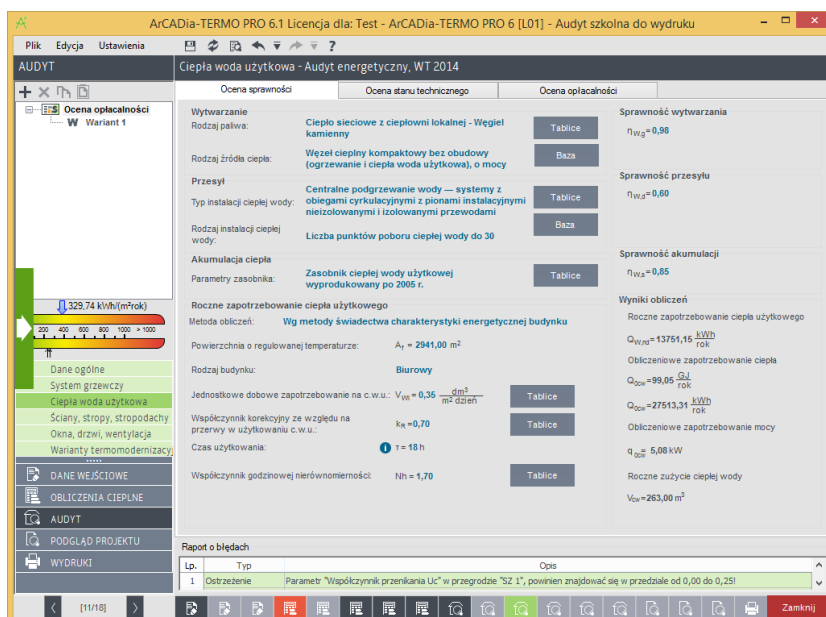 ArCADia-TERMO PRO 6.1 Licencja dla: Test - ArCADia-TERMO PRO 6 [L01] - Audyt szkolna do wydruku
Plik Edycja Ustawienia
AUDYT
Ciepła woda użytkowa - Audyt energetyczny, WT 2014
Ocena opłacalności
W Wariant 1
329,74 kWh/(m²rok)
200 400 600 800 1000 > 1000
Dane ogólne
System grzewczy
Ciepła woda użytkowa
Ściany, stropy, stropodachy
Okna, drzwi, wentylacja
Warianty termomodernizacyj
DANE WEJŚCIOWE
OBLICZENIA CIEPLNE
AUDYT
PODGLĄD PROJEKTU
WYDRUKI
Ocena sprawności Ocena stanu technicznego Ocena opłacalności
Wytwarzanie
Rodzaj paliwa: Ciepło sieciowe z ciepłowni lokalnej - Węgiel
kamienny
Tablice
Rodzaj źródła ciepła: Węzeł cieplny kompaktowy bez obudowy
(ogrzewanie i ciepła woda użytkowa), o mocy
Baza
Przesył
Typ instalacji ciepłej wody: Centralne podgrzewanie wody — systemy z
obiegami cyrkulacyjnymi z pionami instalacyjnymi
nieizolowanymi i izolowanymi przewodami
Tablice
Rodzaj instalacji ciepłej
wody: Liczba punktów poboru ciepłej wody do 30
Baza
Akumulacja ciepła
Parametry zasobnika: Zasobnik ciepłej wody użytkowej
wyprodukowany po 2005 r.
Tablice
Roczne zapotrzebowanie ciepła użytkowego
Metoda obliczeń: Wg metody świadectwa charakterystyki energetycznej budynku
Powierzchnia o regulowanej temperaturze: Af = 2941,00 m²
Rodzaj budynku: Biurowy
Jednostkowe dobowe zapotrzebowanie na c.w.u.: VWi = 0,35 dm³/m² dzień Tablice
Współczynnik korekcyjny ze względu na
przerwy w użytkowaniu c.w.u.: kR =0,70 Tablice
Czas użytkowania: τ = 18 h
Współczynnik godzinowej nierównomierności: Nh = 1,70 Tablice
Sprawność wytwarzania
ηW,g=0,98
Sprawność przesyłu
ηW,d=0,60
Sprawność akumulacji
ηW,s=0,85
Wyniki obliczeń
Roczne zapotrzebowanie ciepła użytkowego
QW,nd=13751,15 kWh/rok
Obliczeniowe zapotrzebowanie ciepła
Q0cw=99,05 GJ/rok
Q0cw=27513,31 kWh/rok
Obliczeniowe zapotrzebowanie mocy
q0cw= 5,08 kW
Roczne zużycie ciepłej wody
Vcw=263,00 m³
Raport o błędach
Lp. Typ Opis
1 Ostrzeżenie Parametr "Współczynnik przenikania Uc" w przegrodzie "SZ 1", powinien znajdować się w przedziale od 0,00 do 0,25!
[11/18]
Zamknij